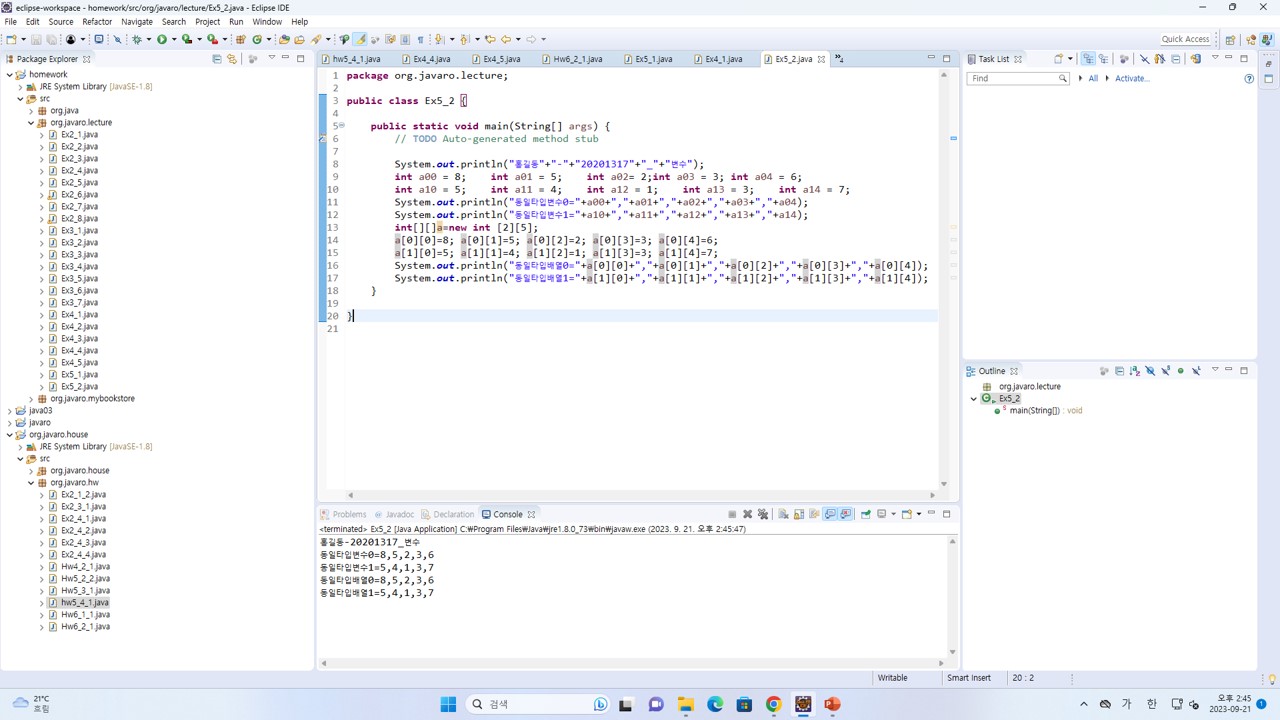 eclipse-workspace - homework/src/org/javaro/lecture/Ex5_2.java - Eclipse IDE
File Edit Source Refactor Navigate Search Project Run Window Help
Quick Access
Package Explorer
homework
JRE System Library [JavaSE-1.8]
src
org.java
org.javaro.lecture
Ex2_1.java
Ex2_2.java
Ex2_3.java
Ex2_4.java
Ex2_5.java
Ex2_6.java
Ex2_7.java
Ex2_8.java
Ex3_1.java
Ex3_2.java
Ex3_3.java
Ex3_4.java
Ex3_5.java
Ex3_6.java
Ex3_7.java
Ex4_1.java
Ex4_2.java
Ex4_3.java
Ex4_4.java
Ex4_5.java
Ex5_1.java
Ex5_2.java
org.javaro.mybookstore
java03
javaro
org.javaro.house
JRE System Library [JavaSE-1.8]
src
org.javaro.house
org.javaro.hw
Ex2_1_2.java
Ex2_3_1.java
Ex2_4_1.java
Ex2_4_2.java
Ex2_4_3.java
Ex2_4_4.java
Hw4_2_1.java
Hw5_2_2.java
Hw5_3_1.java
hw5_4_1.java
Hw6_1_1.java
Hw6_2_1.java
hw5_4_1.java Ex4_4.java Ex4_5.java Hw6_2_1.java Ex5_1.java Ex4_1.java Ex5_2.java
1 package org.javaro.lecture;
2
3 public class Ex5_2 {
4
5 public static void main(String[] args) {
6 // TODO Auto-generated method stub
7
8 System.out.println("홍길동"+"-"+"20201317"+"_"+"변수");
9 int a00 = 8; int a01 = 5; int a02= 2;int a03 = 3; int a04 = 6;
10 int a10 = 5; int a11 = 4; int a12 = 1; int a13 = 3; int a14 = 7;
11 System.out.println("동일타입변수0="+a00+","+a01+","+a02+","+a03+","+a04);
12 System.out.println("동일타입변수1="+a10+","+a11+","+a12+","+a13+","+a14);
13 int[][]a=new int [2][5];
14 a[0][0]=8; a[0][1]=5; a[0][2]=2; a[0][3]=3; a[0][4]=6;
15 a[1][0]=5; a[1][1]=4; a[1][2]=1; a[1][3]=3; a[1][4]=7;
16 System.out.println("동일타입배열0="+a[0][0]+","+a[0][1]+","+a[0][2]+","+a[0][3]+","+a[0][4]);
17 System.out.println("동일타입배열1="+a[1][0]+","+a[1][1]+","+a[1][2]+","+a[1][3]+","+a[1][4]);
18 }
19
20 }
21
Problems Javadoc Declaration Console
<terminated> Ex5_2 [Java Application] C:₩Program Files₩Java₩jre1.8.0_73₩bin₩javaw.exe (2023. 9. 21. 오후 2:45:47)
홍길동-20201317_변수
동일타입변수0=8,5,2,3,6
동일타입변수1=5,4,1,3,7
동일타입배열0=8,5,2,3,6
동일타입배열1=5,4,1,3,7
Task List
Find All Activate...
Outline
org.javaro.lecture
Ex5_2
main(String[]) : void
Writable Smart Insert 20 : 2
21℃
흐림
검색
가 한
오후 2:45
2023-09-21